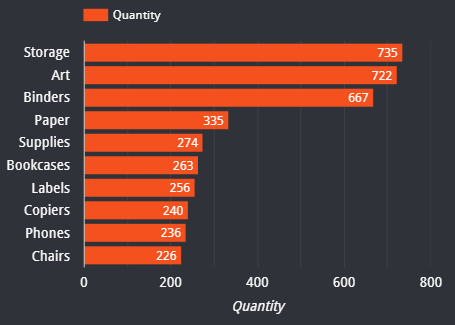 Quantity
Storage 735
Art 722
Binders 667
Paper 335
Supplies 274
Bookcases 263
Labels 256
Copiers 240
Phones 236
Chairs 226
0 200 400 600 800
Quantity